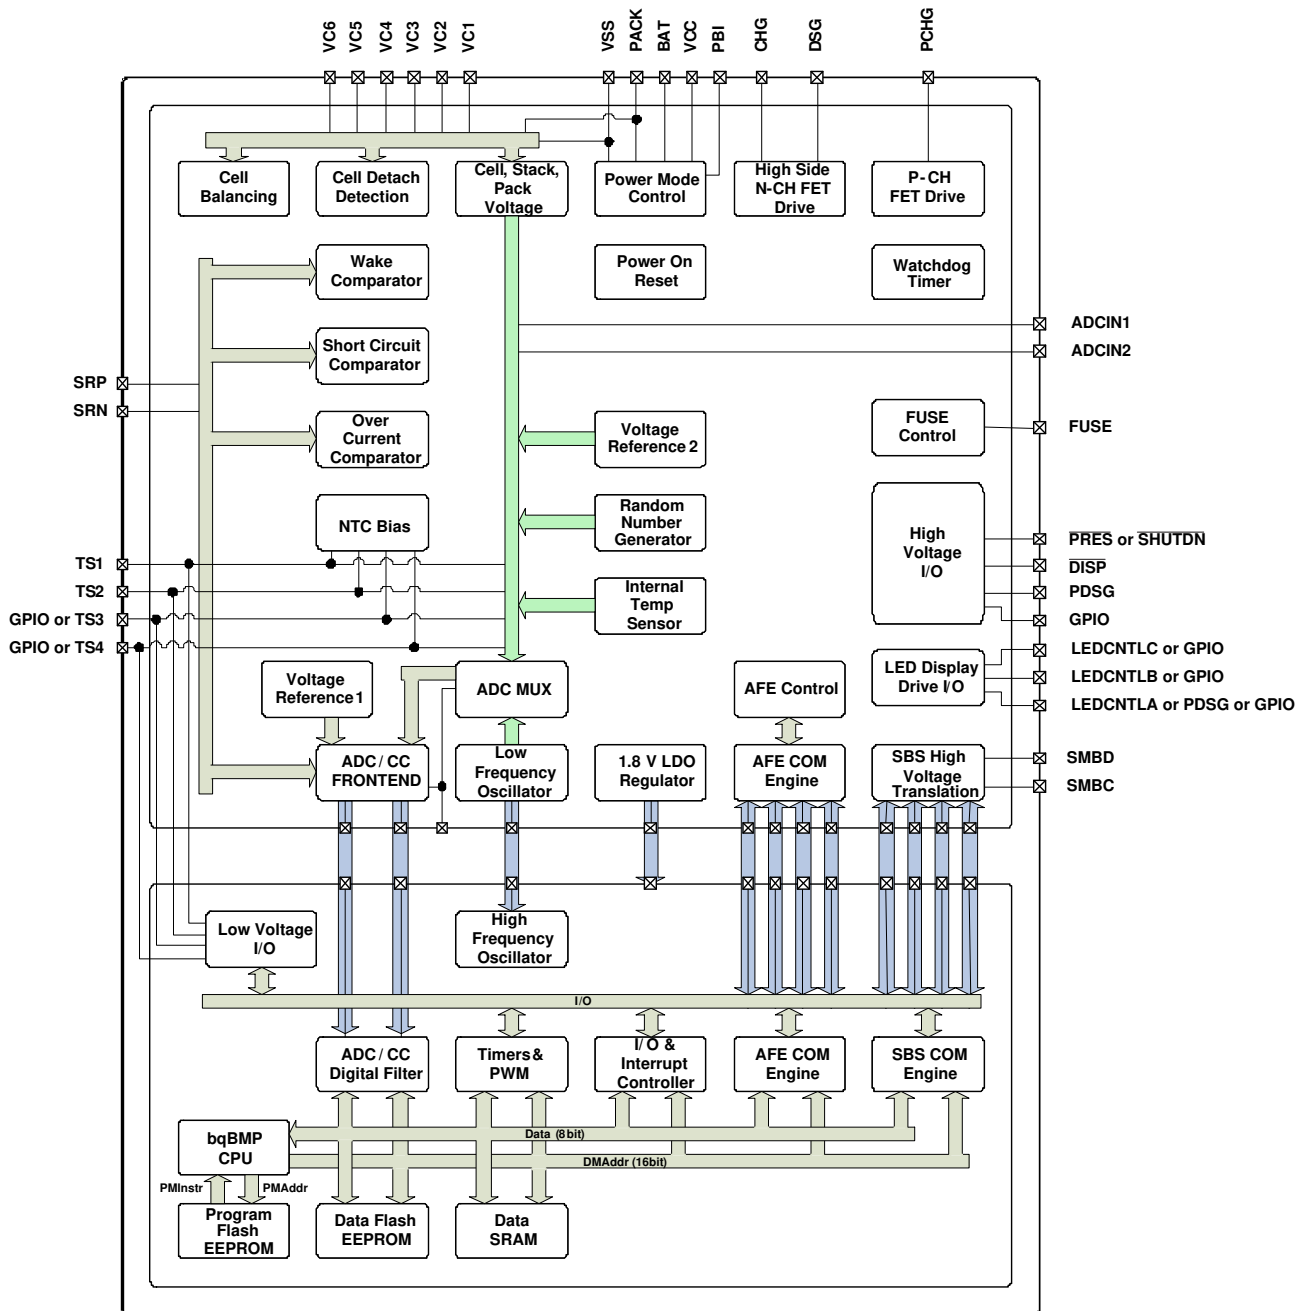 VC6
VC5
VC4
VC3
VC2
VC1
VSS
PACK
BAT
VCC
PBI
CHG
DSG
PCHG
Cell
Balancing
Cell Detach
Detection
Cell, Stack,
Pack
Voltage
Power Mode
Control
High Side
N-CH FET
Drive
P-CH
FET Drive
Wake
Comparator
Power On
Reset
Watchdog
Timer
ADCIN1
ADCIN2
Short Circuit
Comparator
SRP
SRN
Over
Current
Comparator
Voltage
Reference 2
FUSE
Control
FUSE
NTC Bias
Random
Number
Generator
High
Voltage
I/O
PRES or SHUTDN
DISP
PDSG
GPIO
TS1
TS2
GPIO or TS3
GPIO or TS4
Internal
Temp
Sensor
Voltage
Reference 1
ADC MUX
AFE Control
LED Display
Drive I/O
LEDCNTLC or GPIO
LEDCNTLB or GPIO
LEDCNTLA or PDSG or GPIO
ADC / CC
FRONTEND
Low
Frequency
Oscillator
1.8 V LDO
Regulator
AFE COM
Engine
SBS High
Voltage
Translation
SMBD
SMBC
Low Voltage
I/O
High
Frequency
Oscillator
I/O
ADC / CC
Digital Filter
Timers &
PWM
I/O &
Interrupt
Controller
AFE COM
Engine
SBS COM
Engine
bqBMP
CPU
Data (8bit)
DMAddr (16bit)
PMInstr
PMAddr
Program
Flash
EEPROM
Data Flash
EEPROM
Data
SRAM